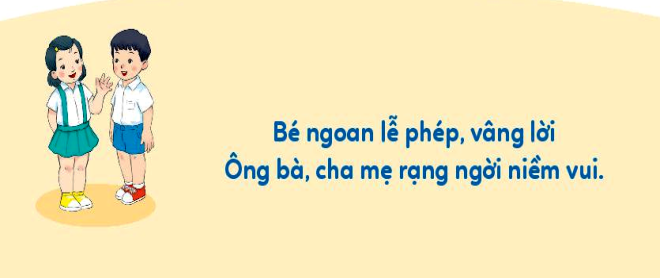 Bé ngoan lễ phép, vâng lời
Ông bà, cha mẹ rạng ngời niềm vui.